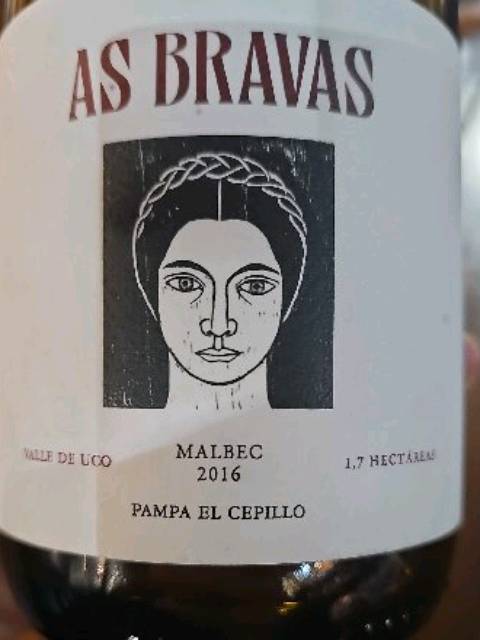 AS BRAVAS
MALBEC
2016
VALLE DE UCO
1,7 HECTÁREAS
PAMPA EL CEPILLO